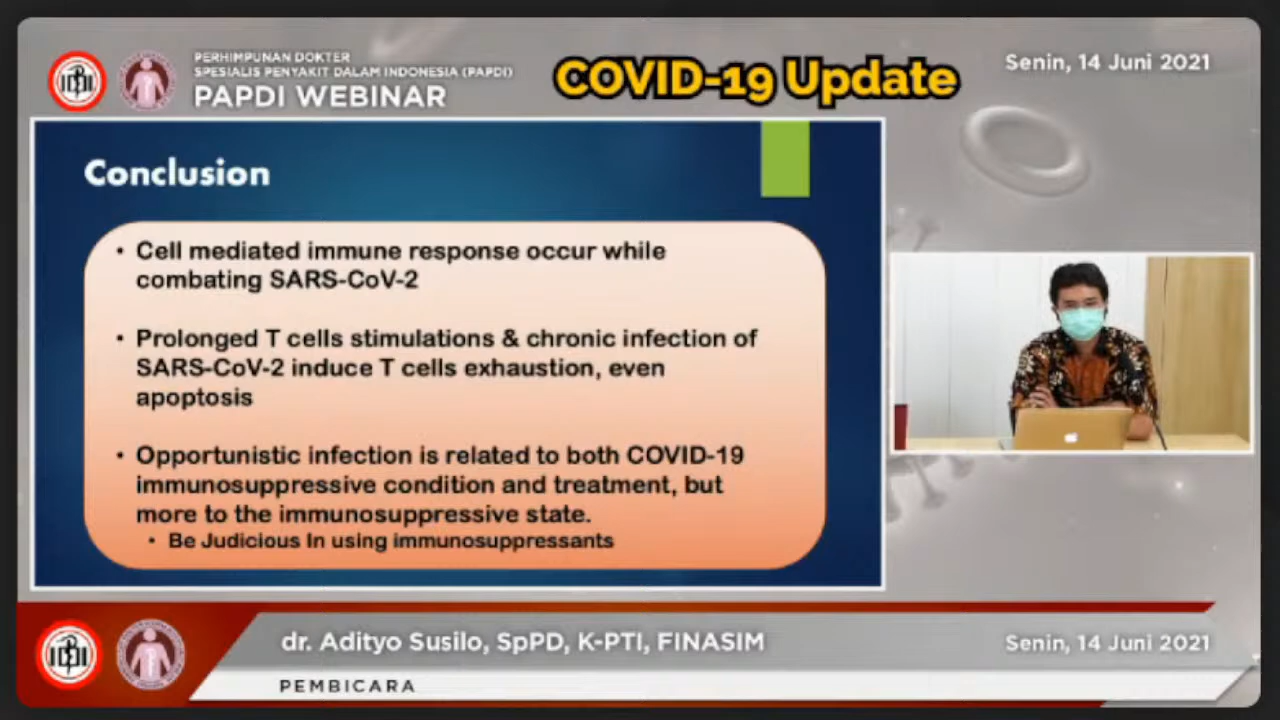 PERHIMPUNAN DOKTER
SPESIALIS PENYAKIT DALAM INDONESIA (PAPDI)
PAPDI WEBINAR
COVID-19 Update
Senin, 14 Juni 2021
Conclusion
• Cell mediated immune response occur while
combating SARS-CoV-2
• Prolonged T cells stimulations & chronic infection of
SARS-CoV-2 induce T cells exhaustion, even
apoptosis
• Opportunistic infection is related to both COVID-19
immunosuppressive condition and treatment, but
more to the immunosuppressive state.
• Be Judicious In using immunosuppressants
dr. Adityo Susilo, SpPD, K-PTI, FINASIM
Senin, 14 Juni 2021
PEMBICARA